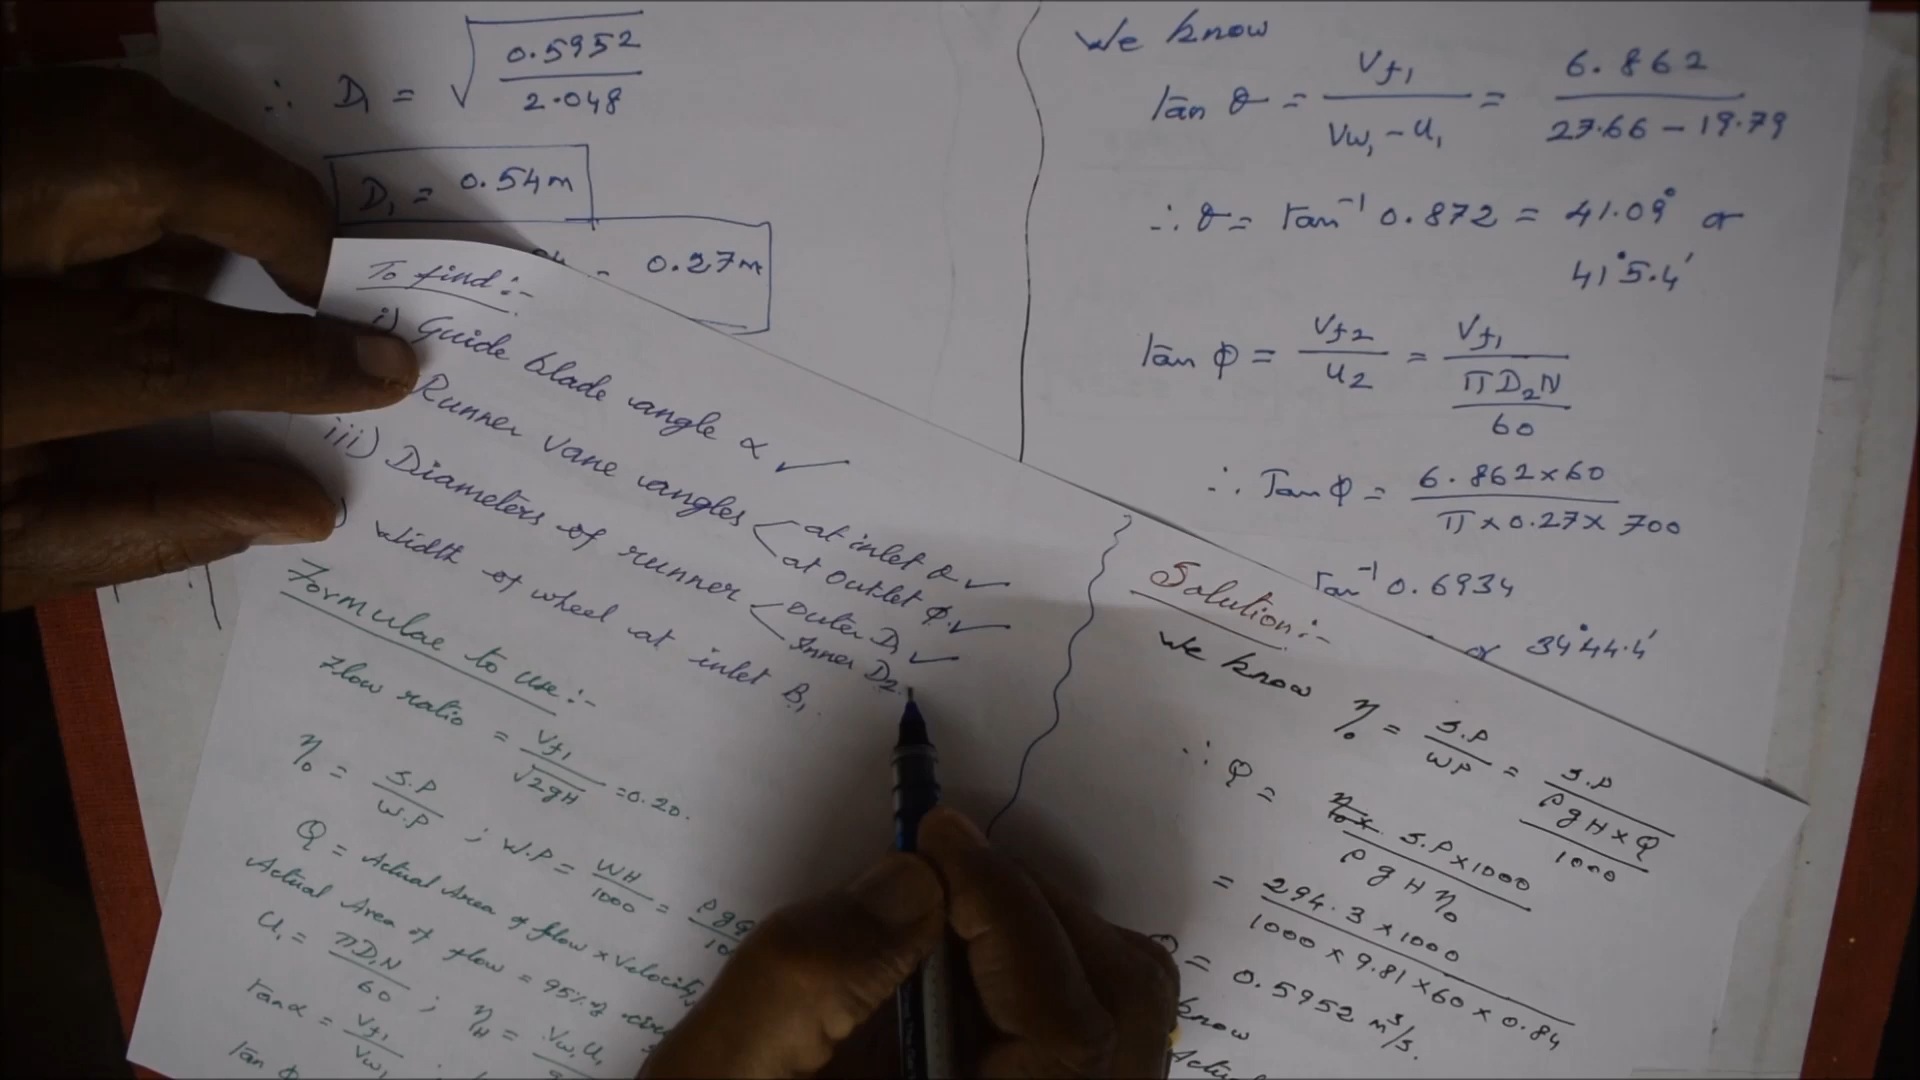 ∴ D₁ = √(0.5952 / 2.048)
D₁ = 0.54m
0.27m
We know
Tan θ = Vf₁ / (Vw₁ - u₁) = 6.862 / (27.66 - 19.79)
∴ θ = Tan⁻¹ 0.872 = 41.09° or
41°5.4'
Tan φ = Vf₂ / u₂ = Vf₁ / (πD₂N / 60)
∴ Tan φ = 6.862×60 / (π×0.27×700)
Tan⁻¹ 0.6934
or 34°44.4'
To find:-
i) Guide blade angle α ✓
Runner vane angles < at inlet θ ✓
at outlet φ. ✓
iii) Diameters of runner < outer D₁ ✓
Inner D₂.
) Width of wheel at inlet B₁.
Formulae to use:-
Flow ratio = Vf₁ / √2gH = 0.20.
η₀ = S.P / W.P ; W.P = WH / 1000 =
Q = Actual Area of flow × Velocity
Actual Area of flow = 95% of
u₁ = πD₁N / 60 ; ηH = Vw₁ u₁
Tan α = Vf₁ / Vw₁ ;
Tan φ
Solution:-
We know η₀ = S.P / WP = S.P / (ρgH×Q / 1000)
∴ Q = S.P×1000 / ρgHη₀
= 294.3×1000 / (1000×9.81×60×0.84)
= 0.5952 m³/s.
know